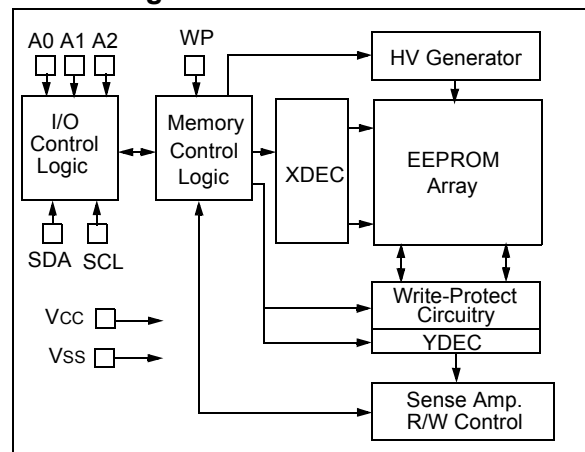 A0 A1 A2
WP
HV Generator
I/O
Control
Logic
Memory
Control
Logic
XDEC
EEPROM
Array
SDA
SCL
Write-Protect
Circuitry
YDEC
VCC
VSS
Sense Amp.
R/W Control